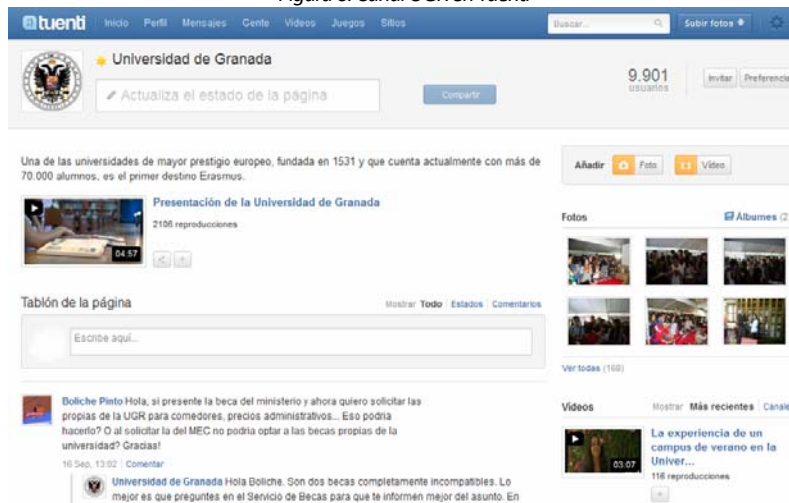 Figura 3. Canal UGR en Tuenti
tuenti Inicio Perfil Mensajes Gente Vídeos Juegos Sitios Buscar... Subir fotos
Universidad de Granada
Actualiza el estado de la página
Compartir
9.901
usuarios
Invitar Preferencia
Una de las universidades de mayor prestigio europeo, fundada en 1531 y que cuenta actualmente con más de
70.000 alumnos, es el primer destino Erasmus.
Presentación de la Universidad de Granada
2106 reproducciones
04:57
Tablón de la página
Mostrar Todo Estados Comentarios
Escribe aquí...
Boliche Pinto Hola, si presente la beca del ministerio y ahora quiero solicitar las
propias de la UGR para comedores, precios administrativos... Eso podria
hacerlo? O al solicitar la del MEC no podria optar a las becas propias de la
universidad? Gracias!
16 Sep, 13:02 Comentar
Universidad de Granada Hola Boliche. Son dos becas completamente incompatibles. Lo
mejor es que preguntes en el Servicio de Becas para que te informen mejor del asunto. En
Añadir Foto Vídeo
Fotos
Álbumes (2
Ver todas (168)
Vídeos
Mostrar Más recientes Canale
03:07
La experiencia de un
campus de verano en la
Univer...
116 reproducciones